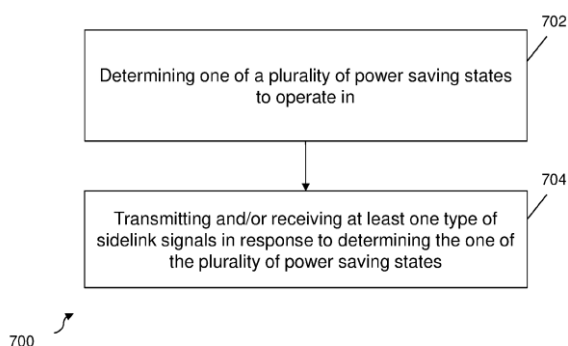 702
Determining one of a plurality of power saving states
to operate in
704
Transmitting and/or receiving at least one type of
sidelink signals in response to determining the one of
the plurality of power saving states
700